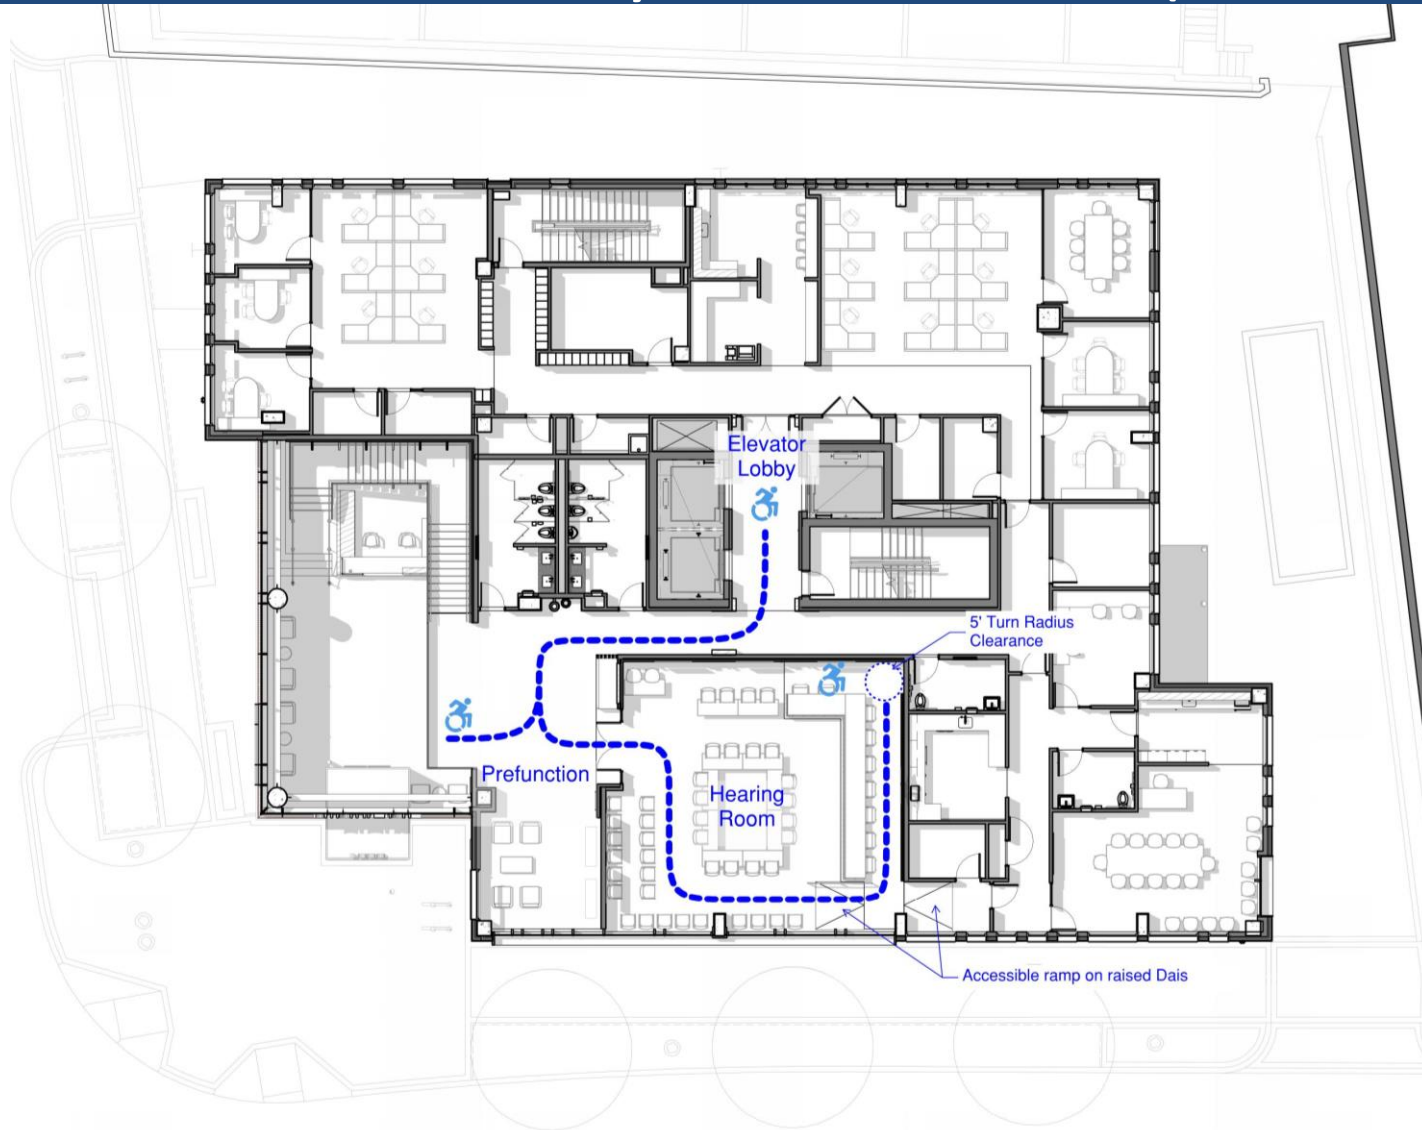 Elevator
Lobby
5' Turn Radius
Clearance
Prefunction
Hearing
Room
Accessible ramp on raised Dais